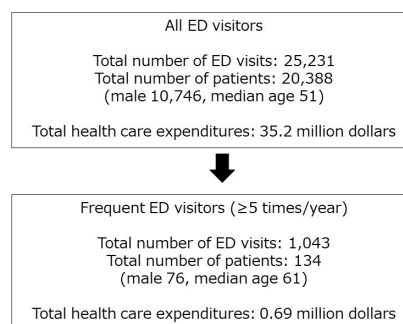 All ED visitors
Total number of ED visits: 25,231
Total number of patients: 20,388
(male 10,746, median age 51)
Total health care expenditures: 35.2 million dollars
Frequent ED visitors (≥5 times/year)
Total number of ED visits: 1,043
Total number of patients: 134
(male 76, median age 61)
Total health care expenditures: 0.69 million dollars